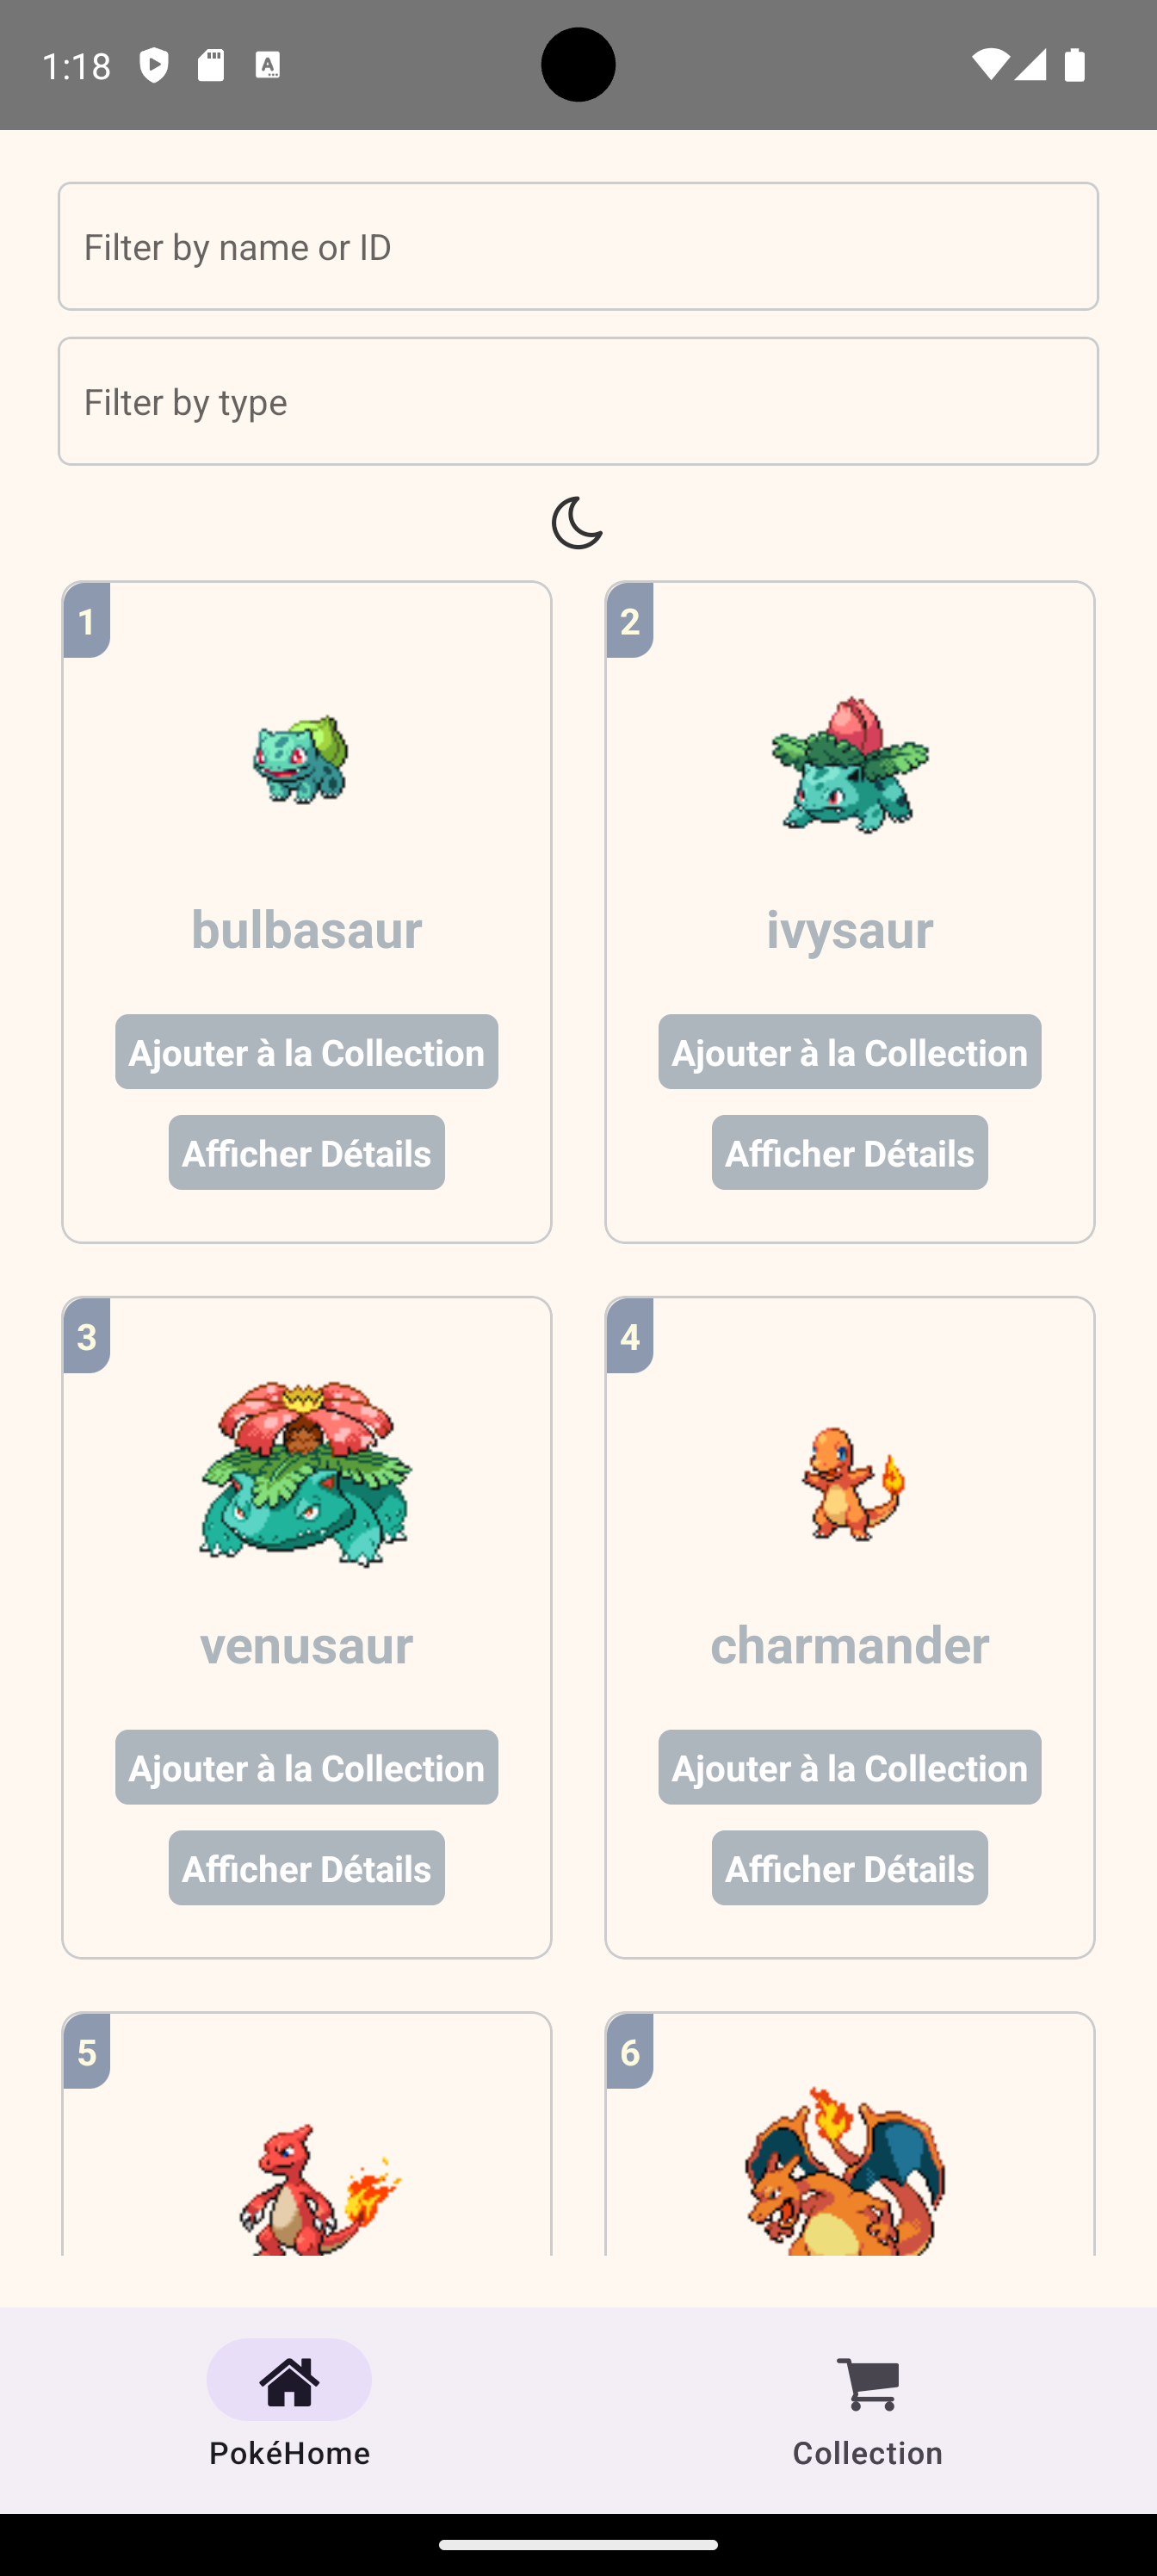 1:18
Filter by name or ID
Filter by type
1
2
bulbasaur
ivysaur
Ajouter à la Collection
Ajouter à la Collection
Afficher Détails
Afficher Détails
3
4
venusaur
charmander
Ajouter à la Collection
Ajouter à la Collection
Afficher Détails
Afficher Détails
5
6
PokéHome
Collection